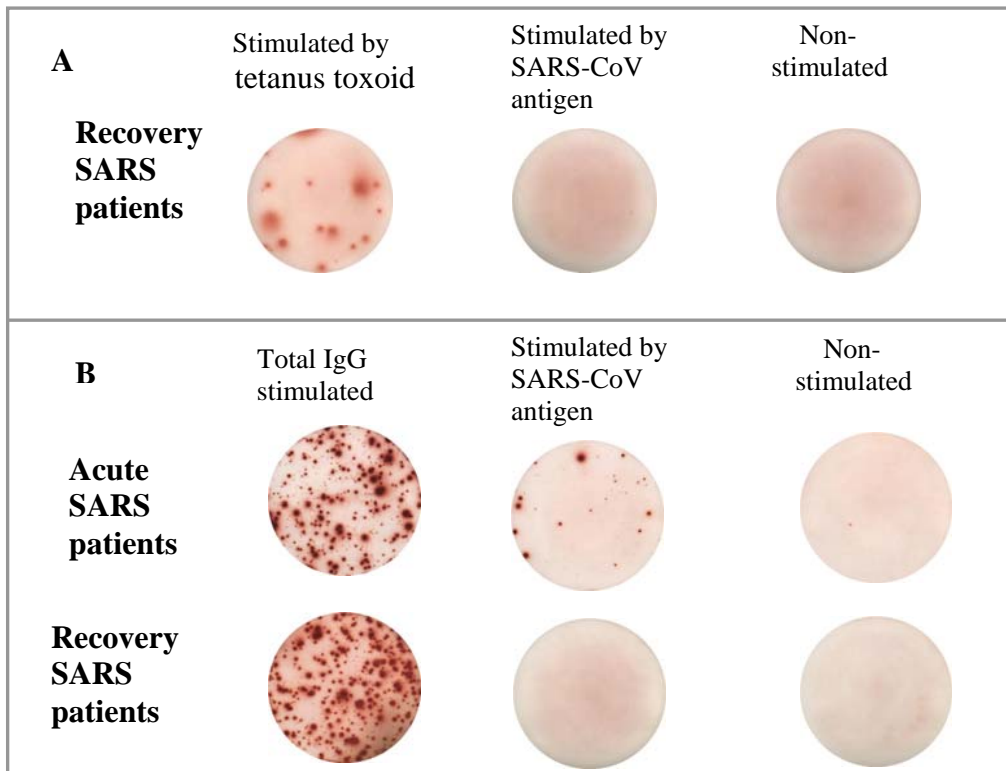 A
Stimulated by
tetanus toxoid
Stimulated by
SARS-CoV
antigen
Non-
stimulated
Recovery
SARS
patients
B
Total IgG
stimulated
Stimulated by
SARS-CoV
antigen
Non-
stimulated
Acute
SARS
patients
Recovery
SARS
patients